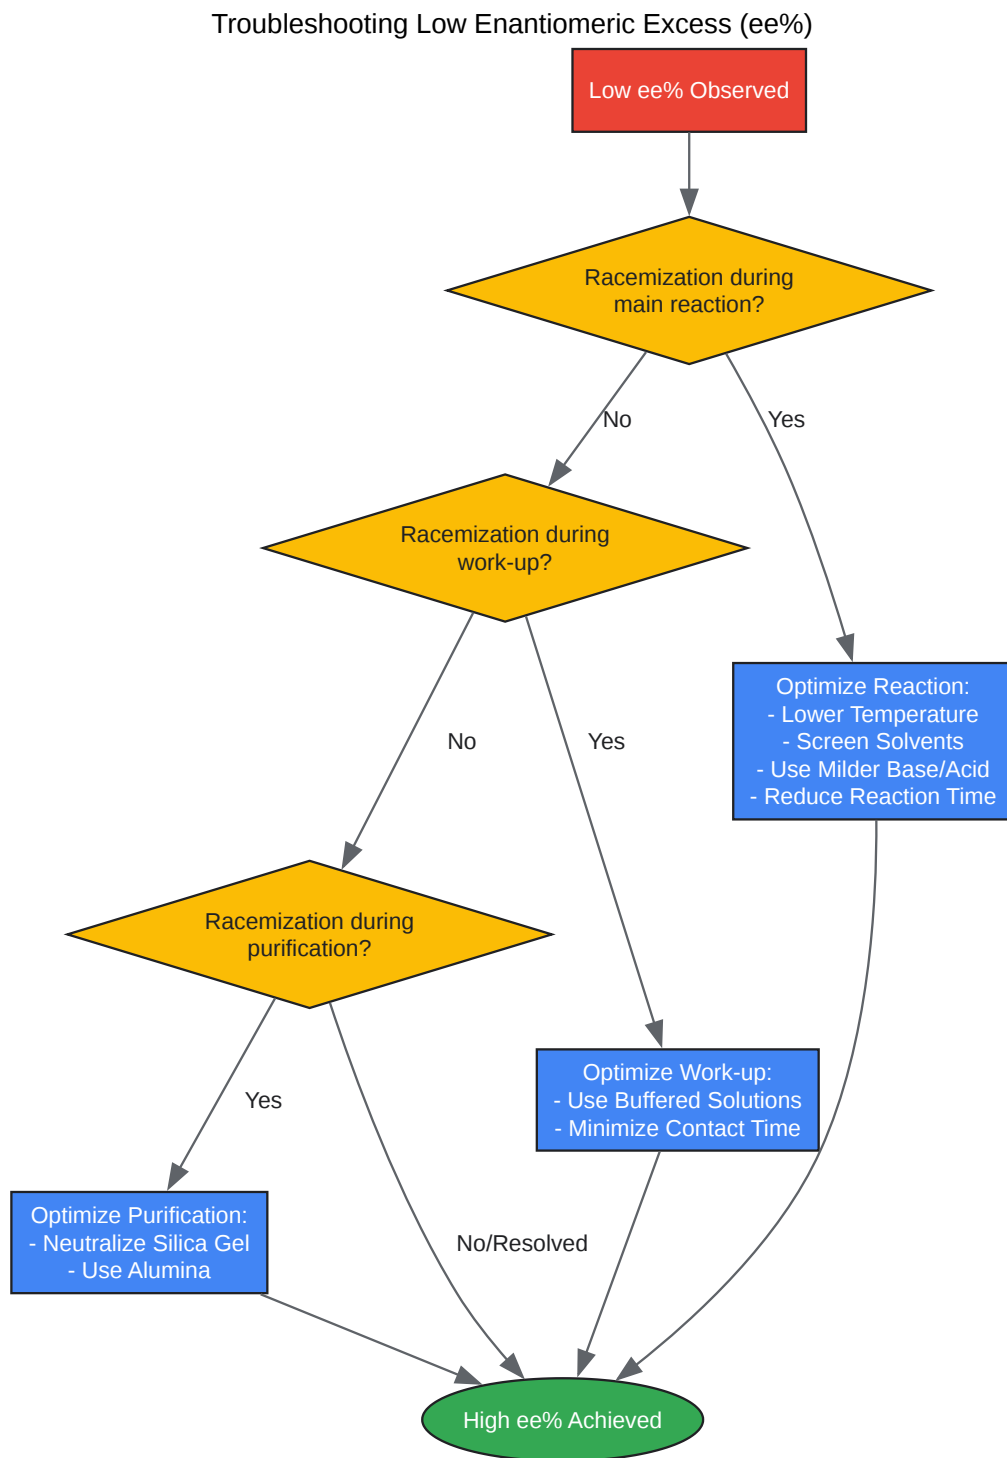 Troubleshooting Low Enantiomeric Excess (ee%)
Low ee% Observed
Racemization during
main reaction?
No
Yes
Racemization during
work-up?
Optimize Reaction:
- Lower Temperature
- Screen Solvents
- Use Milder Base/Acid
- Reduce Reaction Time
No
Yes
Racemization during
purification?
Optimize Work-up:
- Use Buffered Solutions
- Minimize Contact Time
Yes
No/Resolved
Optimize Purification:
- Neutralize Silica Gel
- Use Alumina
High ee% Achieved